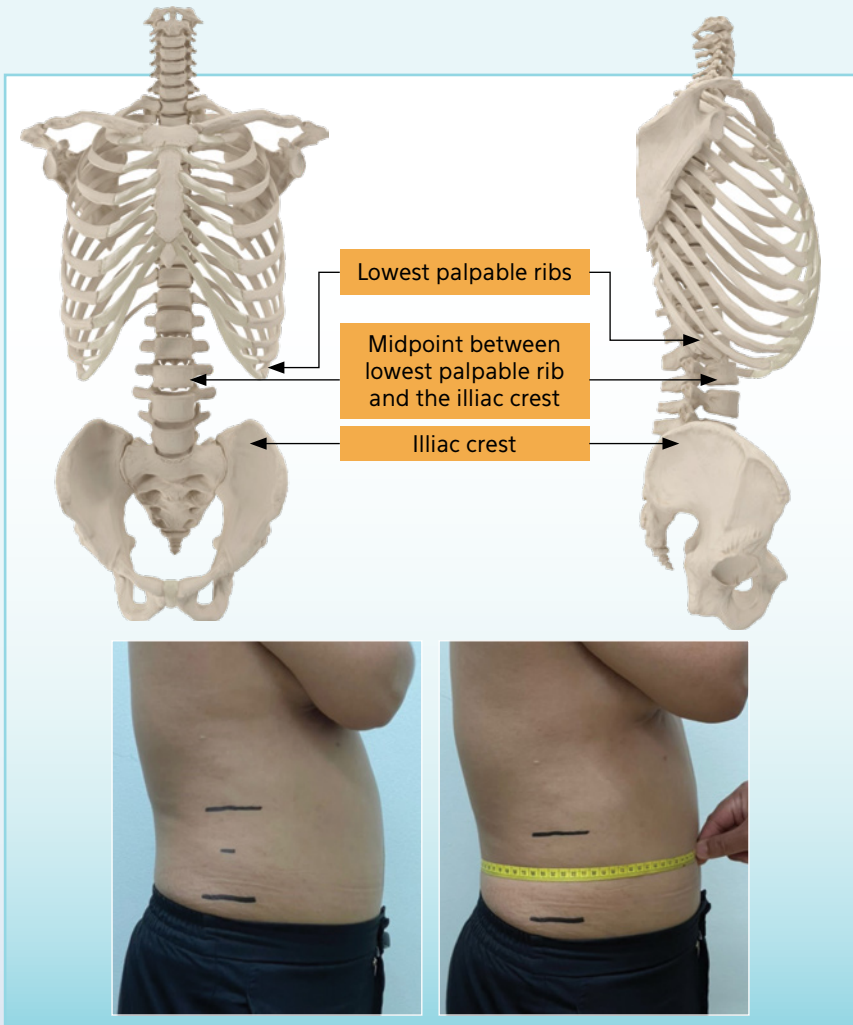 Lowest palpable ribs
Midpoint between
lowest palpable rib
and the illiac crest
Illiac crest